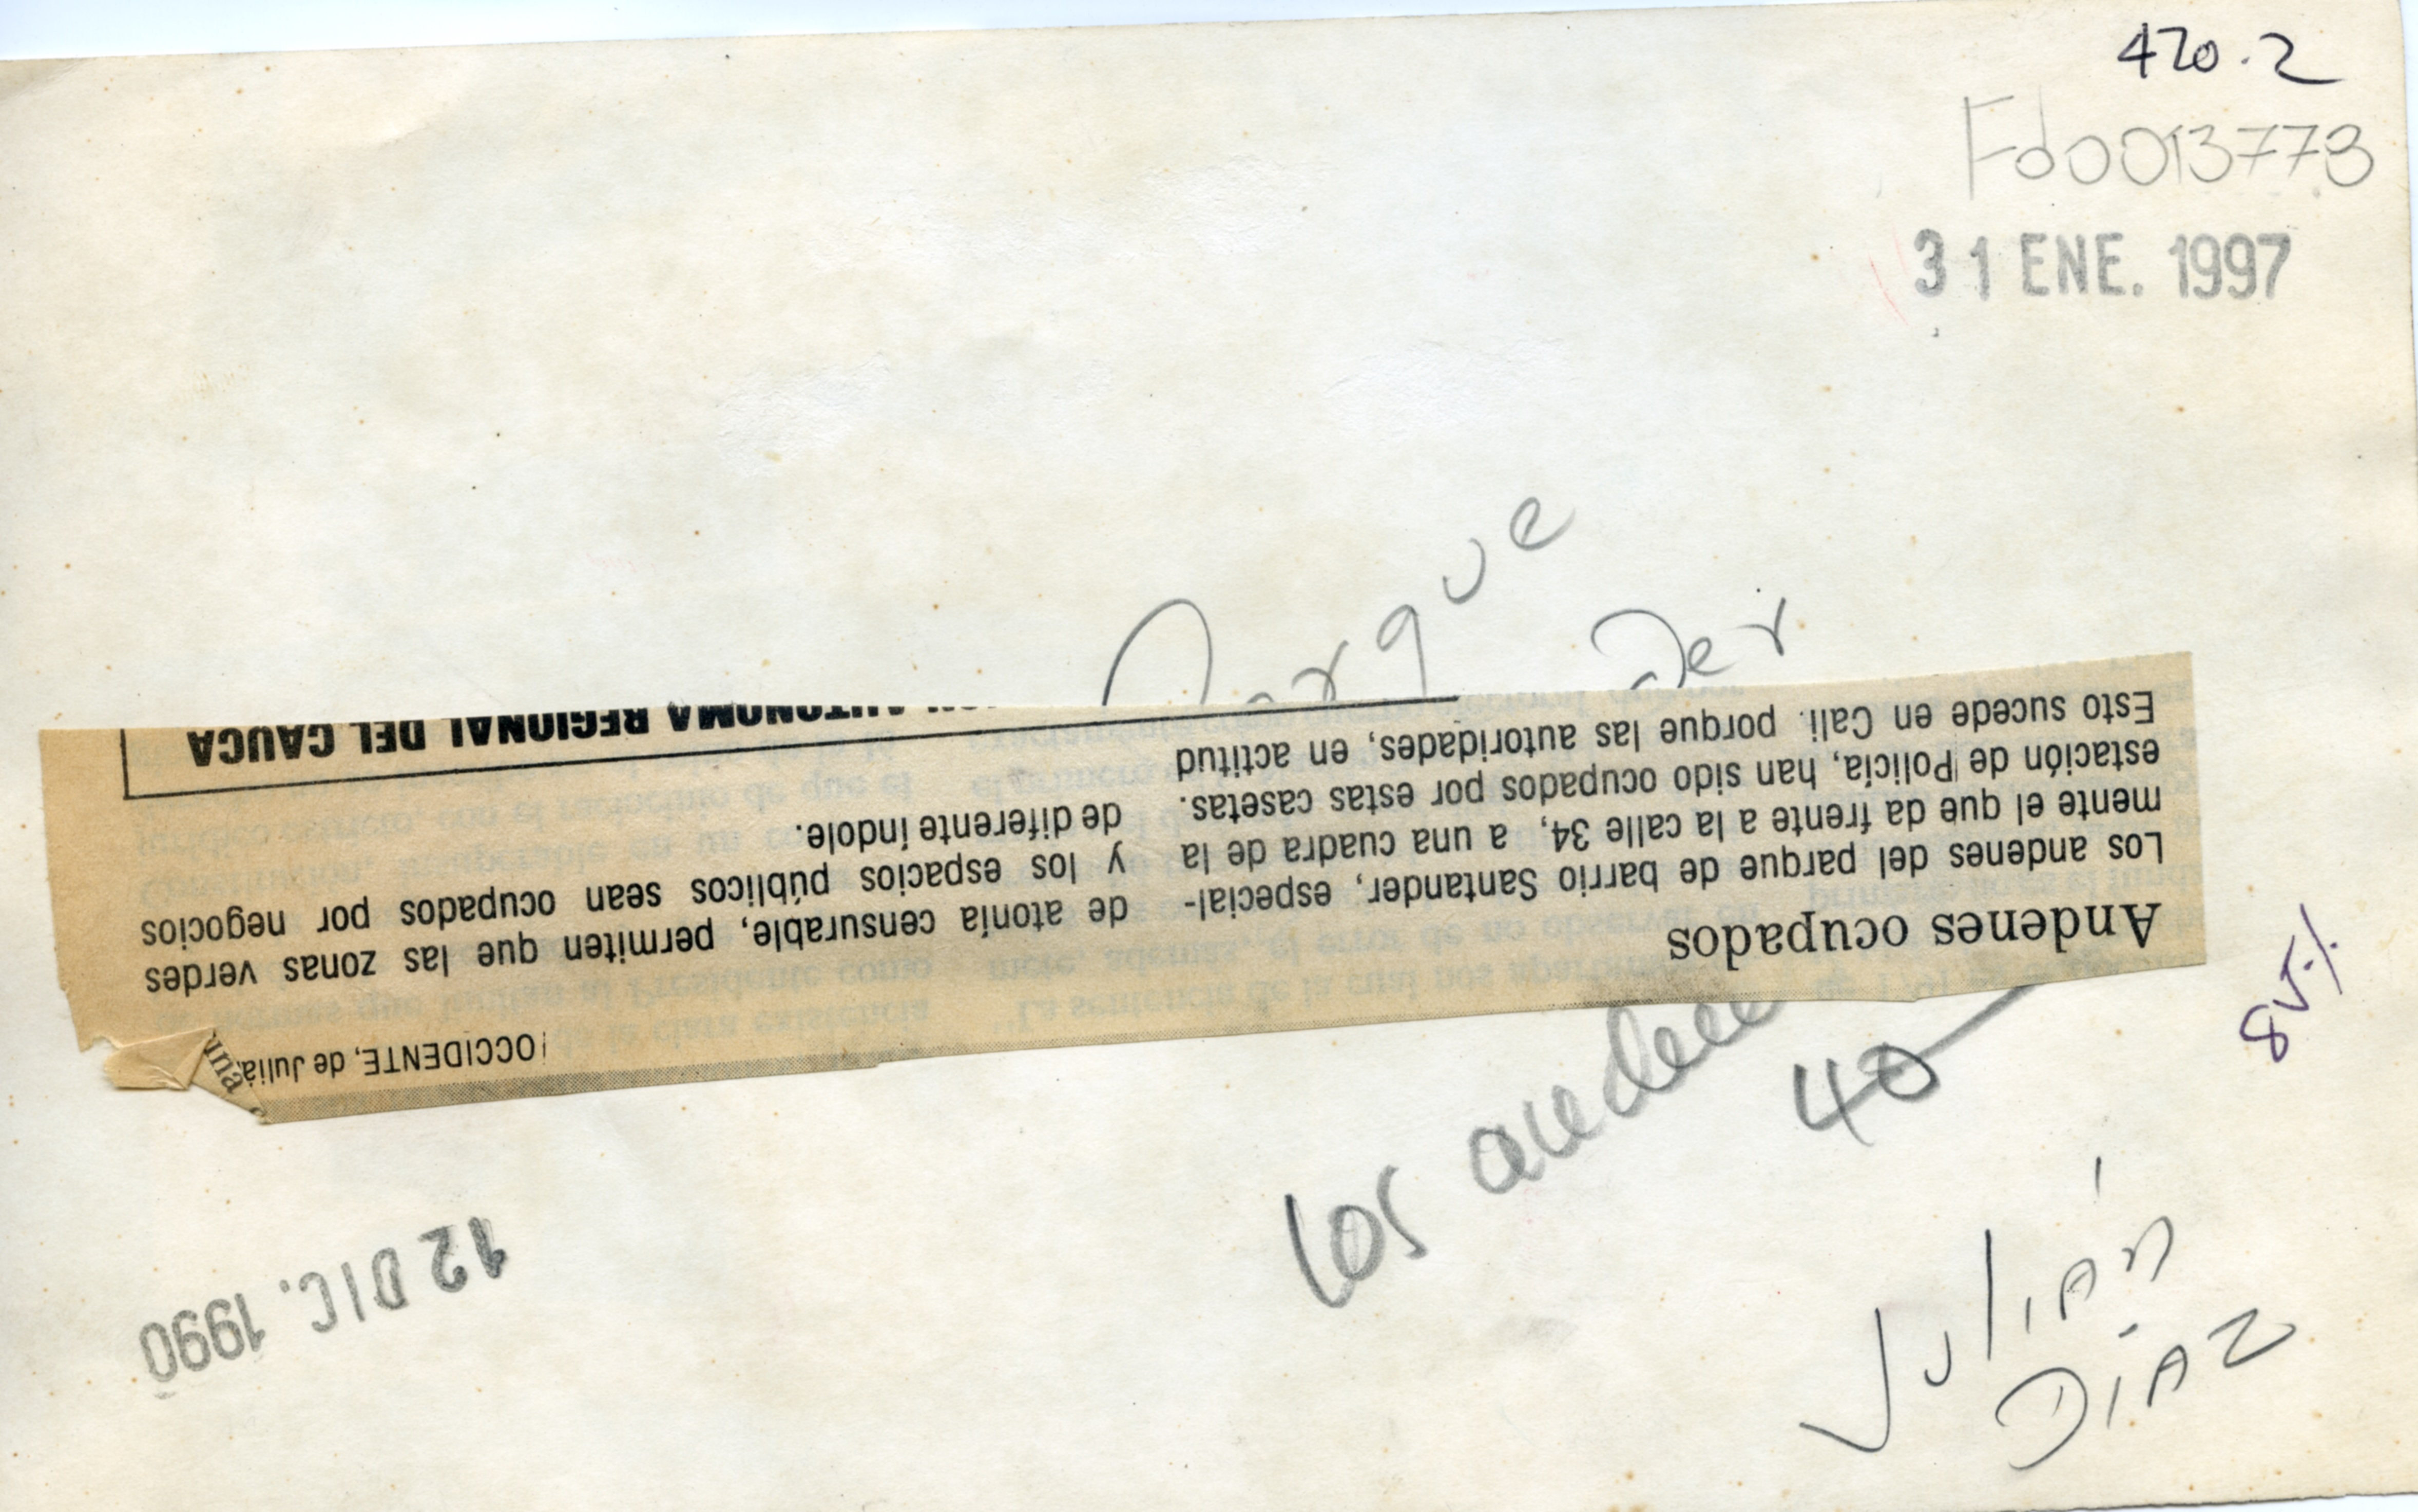 420.2
Fd0013773
31 ENE. 1997
Parque
Andenes ocupados
Los andenes del parque de barrio Santander, especial-
mente el que da frente a la calle 34, a una cuadra de la
estación de Policía, han sido ocupados por estas casetas.
Esto sucede en Cali. porque las autoridades, en actitud
de atonía censurable, permiten que las zonas verdes
y los espacios públicos sean ocupados por negocios
de diferente índole.
OCCIDENTE, de Juliá
AUTONOMA REGIONAL DEL CAUCA
Los
40
Julián
Díaz
12 DIC. 1990